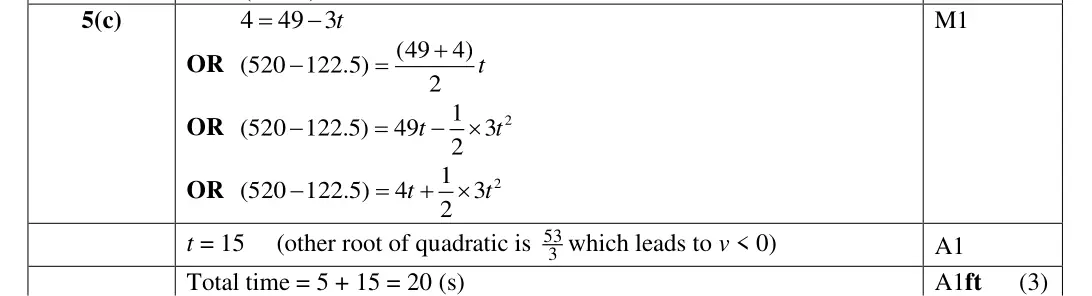 5(c) 4 = 49 − 3t M1
OR (520 − 122.5) = (49 + 4)/2 t
OR (520 − 122.5) = 49t − 1/2 × 3t²
OR (520 − 122.5) = 4t + 1/2 × 3t²
t = 15 (other root of quadratic is 53/3 which leads to v < 0) A1
Total time = 5 + 15 = 20 (s) A1ft (3)